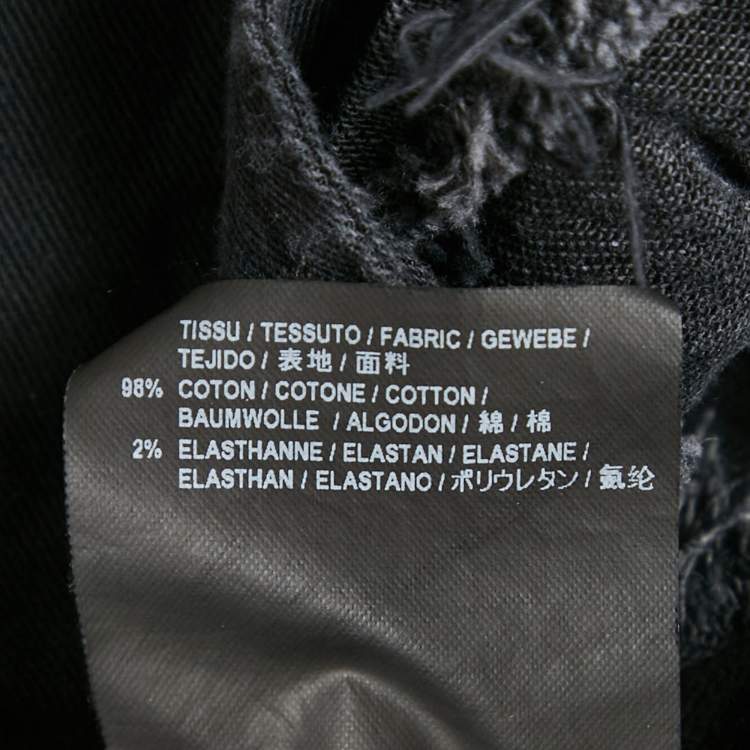 TISSU / TESSUTO / FABRIC / GEWEBE /
TEJIDO / 表地 / 面料
98% COTON / COTONE / COTTON /
BAUMWOLLE / ALGODON / 綿 / 棉
2% ELASTHANNE / ELASTAN / ELASTANE /
ELASTHAN / ELASTANO / ポリウレタン / 氨纶